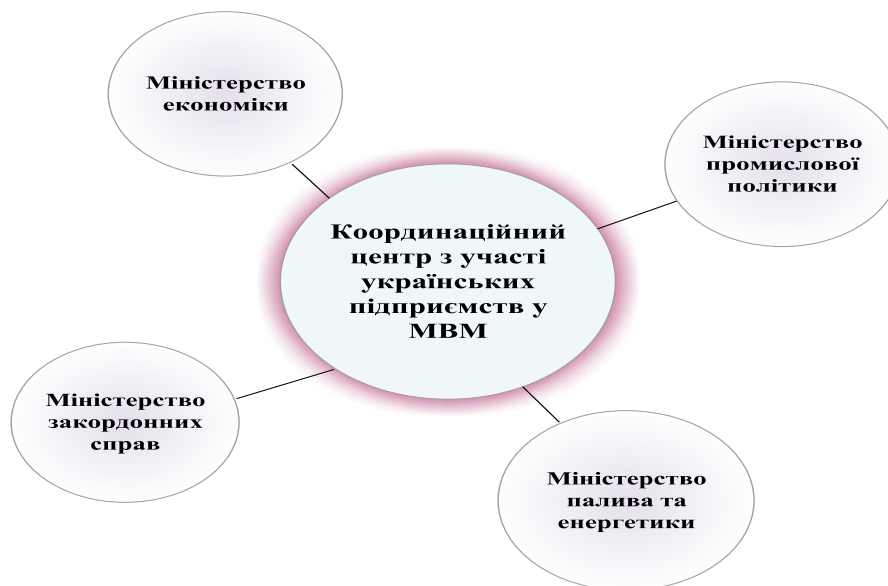 Міністерство
економіки
Міністерство
промислової
політики
Координаційний
центр з участі
українських
підприємств у
МВМ
Міністерство
закордонних
справ
Міністерство
палива та
енергетики